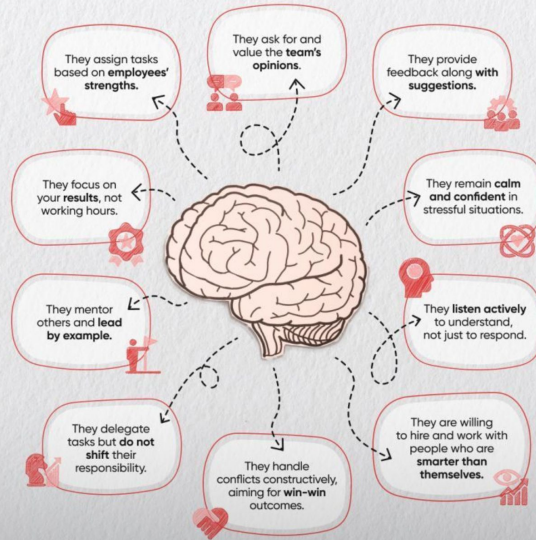 They assign tasks
based on employees'
strengths.
They ask for and
value the team's
opinions.
They provide
feedback along with
suggestions.
They focus on
your results, not
working hours.
They remain calm
and confident in
stressful situations.
They mentor
others and lead
by example.
They listen actively
to understand,
not just to respond.
They delegate
tasks but do not
shift their
responsibility.
They handle
conflicts constructively,
aiming for win-win
outcomes.
They are willing
to hire and work with
people who are
smarter than
themselves.